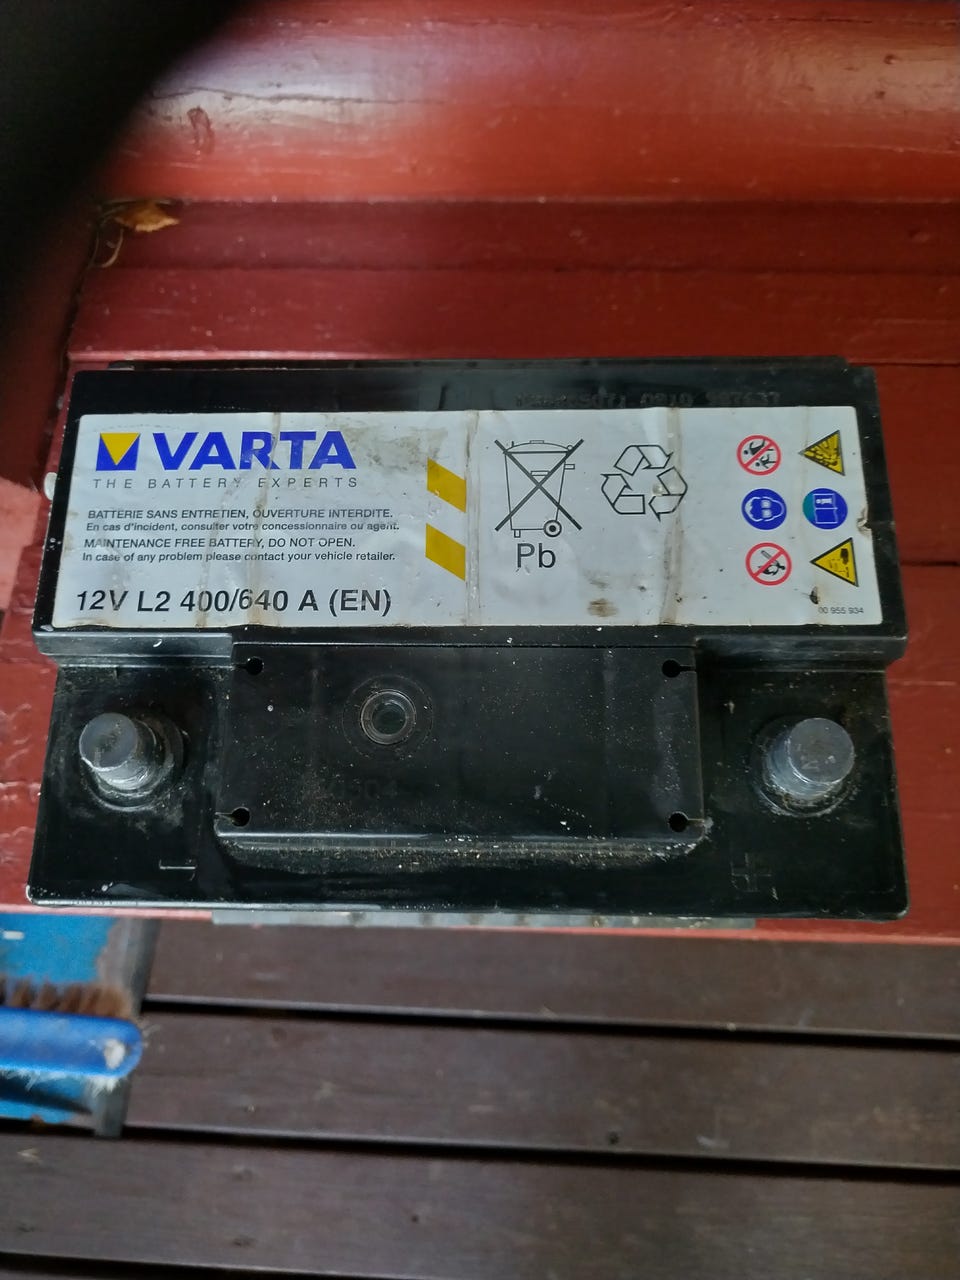 VARTA
THE BATTERY EXPERTS
BATTERIE SANS ENTRETIEN, OUVERTURE INTERDITE.
En cas d'incident, consulter votre concessionnaire ou agent.
MAINTENANCE FREE BATTERY, DO NOT OPEN.
In case of any problem please contact your vehicle retailer.
12V L2 400/640 A (EN)
Pb
00 955 934